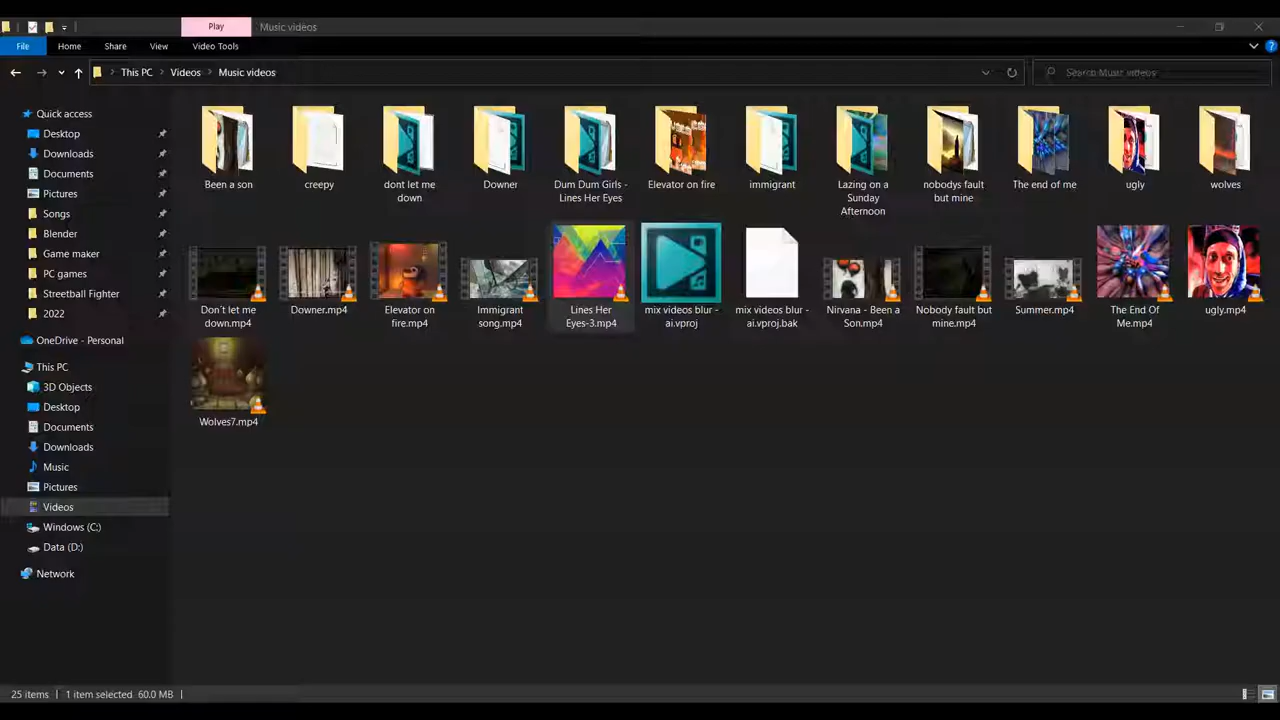 Play
Music videos
File
Home
Share
View
Video Tools
This PC
Videos
Music videos
Search Music videos
Quick access
Desktop
Downloads
Documents
Pictures
Songs
Blender
Game maker
PC games
Streetball Fighter
2022
OneDrive - Personal
This PC
3D Objects
Desktop
Documents
Downloads
Music
Pictures
Videos
Windows (C:)
Data (D:)
Network
Been a son
creepy
dont let me
down
Downer
Dum Dum Girls -
Lines Her Eyes
Elevator on fire
immigrant
Lazing on a
Sunday
Afternoon
nobodys fault
but mine
The end of me
ugly
wolves
Don´t let me
down.mp4
Downer.mp4
Elevator on
fire.mp4
Immigrant
song.mp4
Lines Her
Eyes-3.mp4
mix videos blur -
ai.vproj
mix videos blur -
ai.vproj.bak
Nirvana - Been a
Son.mp4
Nobody fault but
mine.mp4
Summer.mp4
The End Of
Me.mp4
ugly.mp4
Wolves7.mp4
25 items
1 item selected 60.0 MB